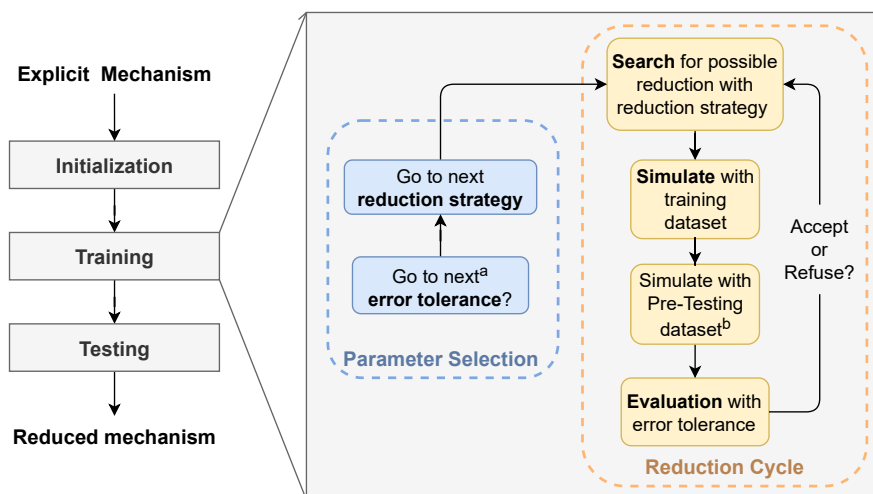 Explicit Mechanism
Initialization
Training
Testing
Reduced mechanism
Go to next
reduction strategy
Go to nextᵃ
error tolerance?
Parameter Selection
Search for possible
reduction with
reduction strategy
Simulate with
training
dataset
Simulate with
Pre-Testing
datasetᵇ
Evaluation with
error tolerance
Accept
or
Refuse?
Reduction Cycle